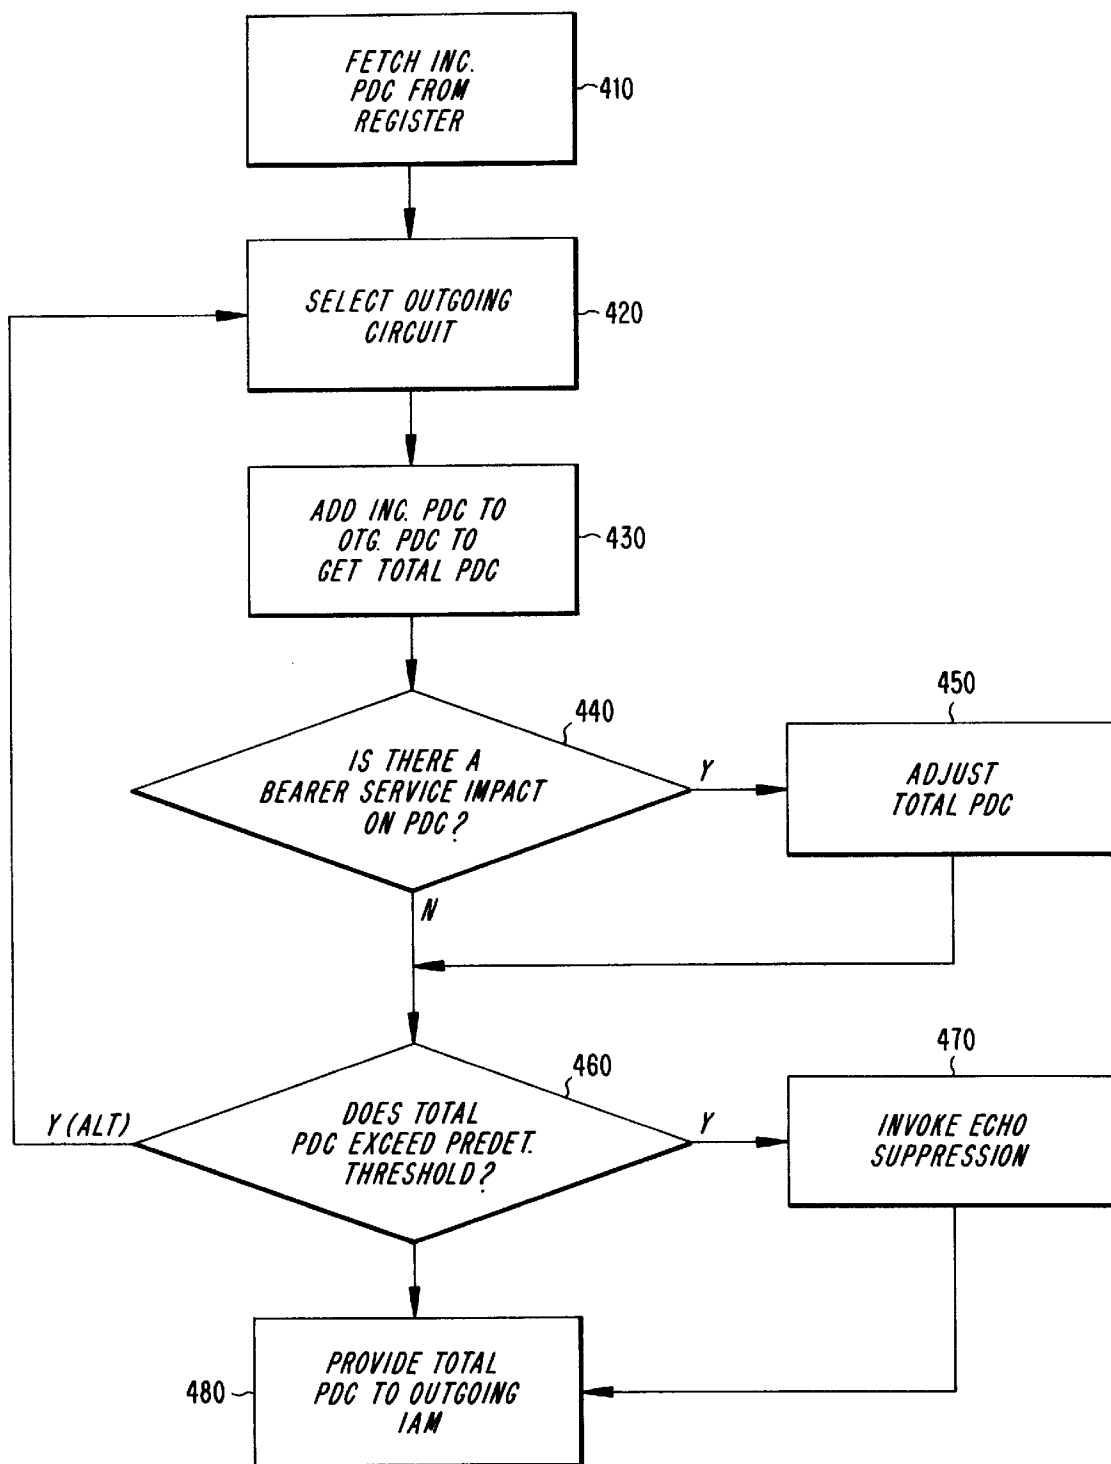 FETCH INC.
PDC FROM
REGISTER
410
SELECT OUTGOING
CIRCUIT
420
ADD INC. PDC TO
OTG. PDC TO
GET TOTAL PDC
430
440
IS THERE A
BEARER SERVICE IMPACT
ON PDC?
Y
N
450
ADJUST
TOTAL PDC
460
DOES TOTAL
PDC EXCEED PREDET.
THRESHOLD?
Y (ALT)
Y
470
INVOKE ECHO
SUPPRESSION
480
PROVIDE TOTAL
PDC TO OUTGOING
IAM